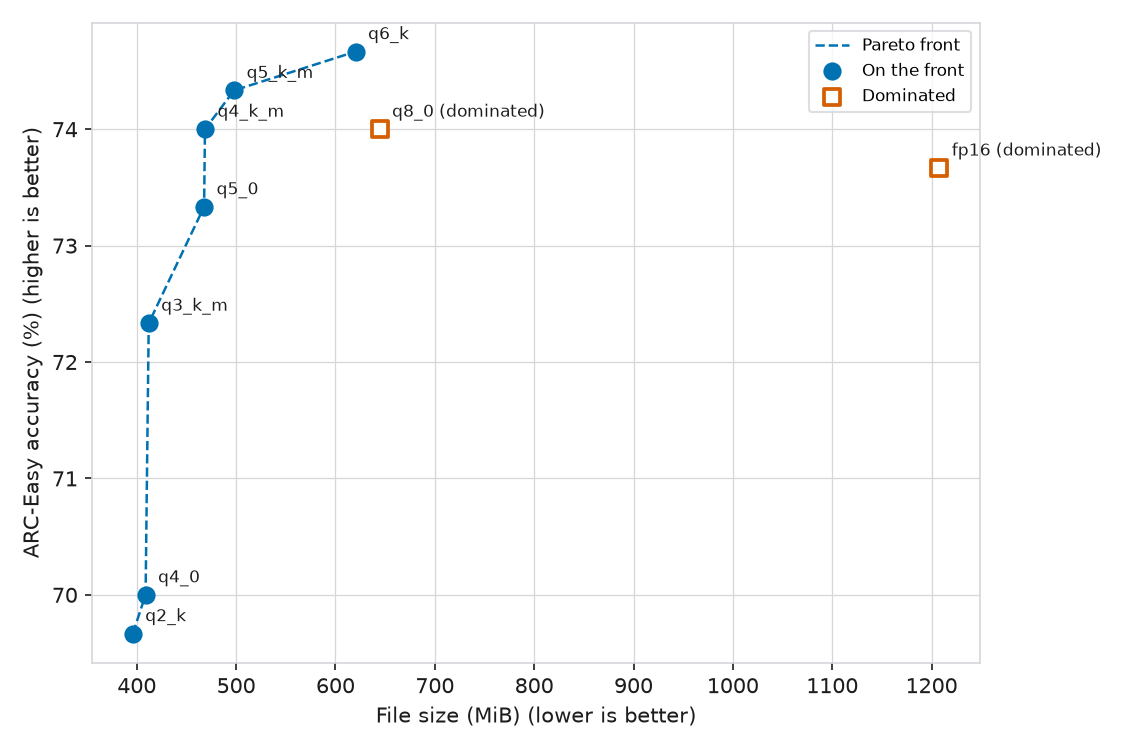 q6_k
q5_k_m
q4_k_m
q8_0 (dominated)
fp16 (dominated)
q5_0
q3_k_m
q4_0
q2_k
Pareto front
On the front
Dominated
74
73
72
71
70
ARC-Easy accuracy (%) (higher is better)
400 500 600 700 800 900 1000 1100 1200
File size (MiB) (lower is better)